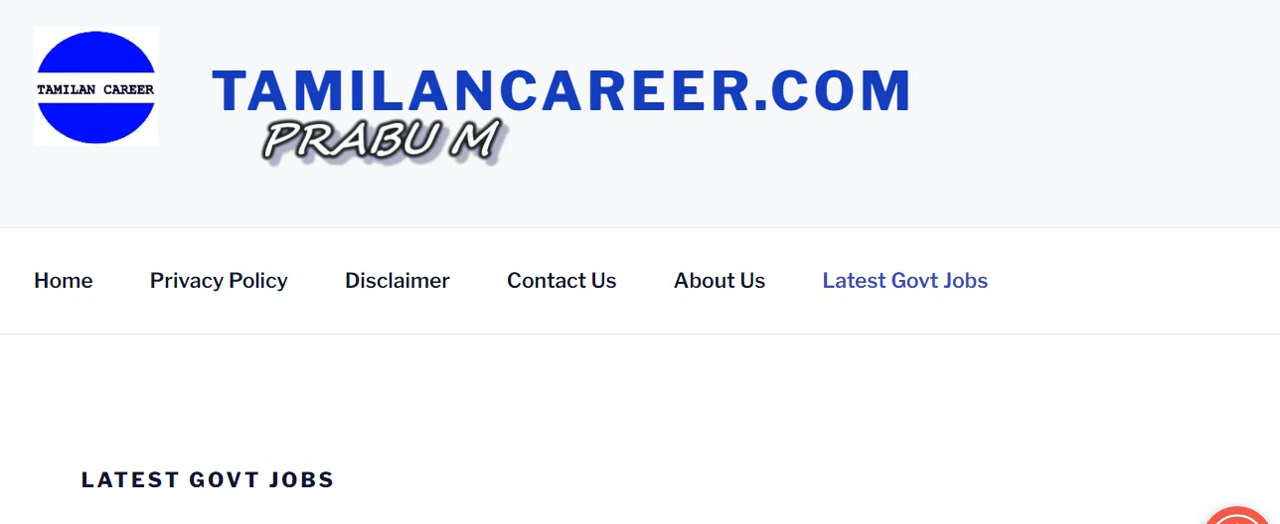 TAMILAN CAREER
TAMILANCAREER.COM
PRABU M
Home Privacy Policy Disclaimer Contact Us About Us Latest Govt Jobs
LATEST GOVT JOBS